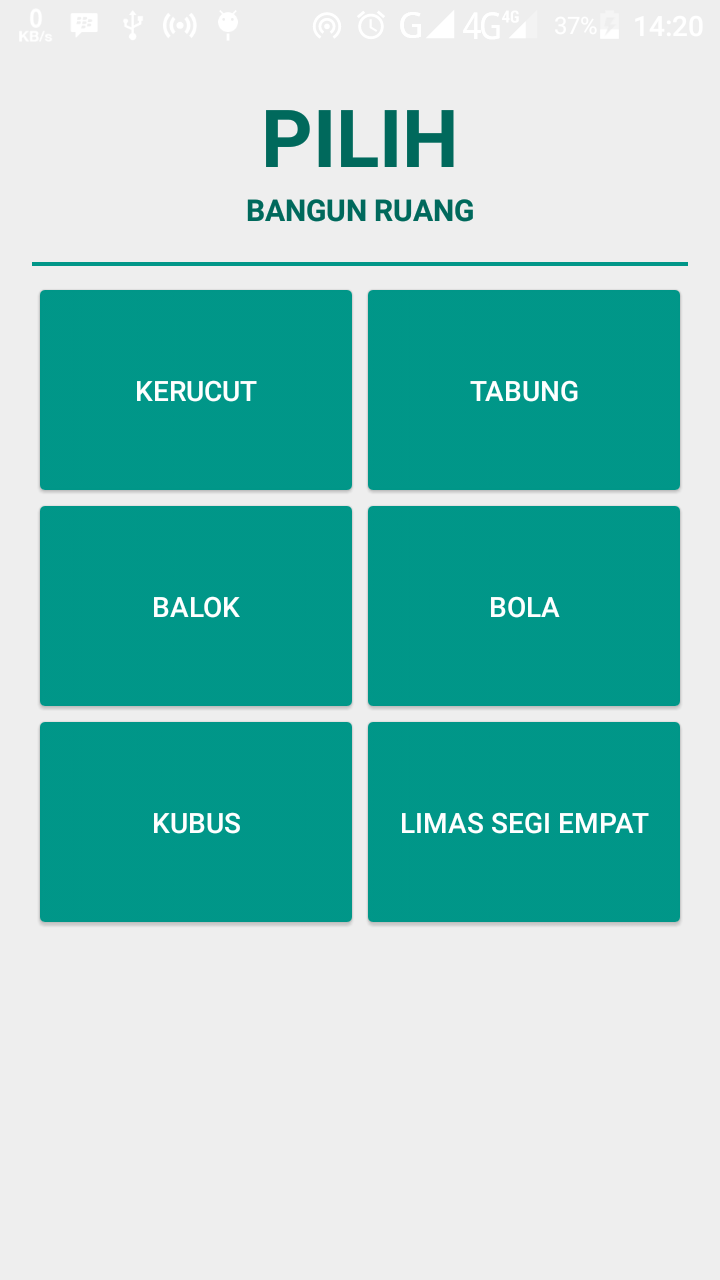 0 KB/s G 4G 4G 37% 14:20
PILIH
BANGUN RUANG
KERUCUT TABUNG
BALOK BOLA
KUBUS LIMAS SEGI EMPAT